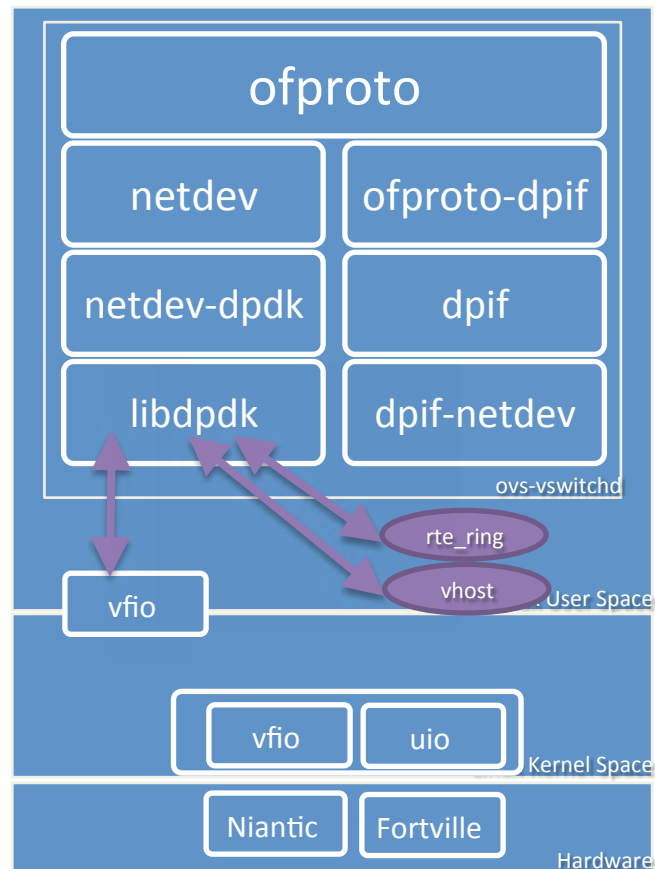 ofproto
netdev
ofproto-dpif
netdev-dpdk
dpif
libdpdk
dpif-netdev
ovs-vswitchd
rte_ring
vhost
vfio
User Space
vfio
uio
Kernel Space
Niantic
Fortville
Hardware